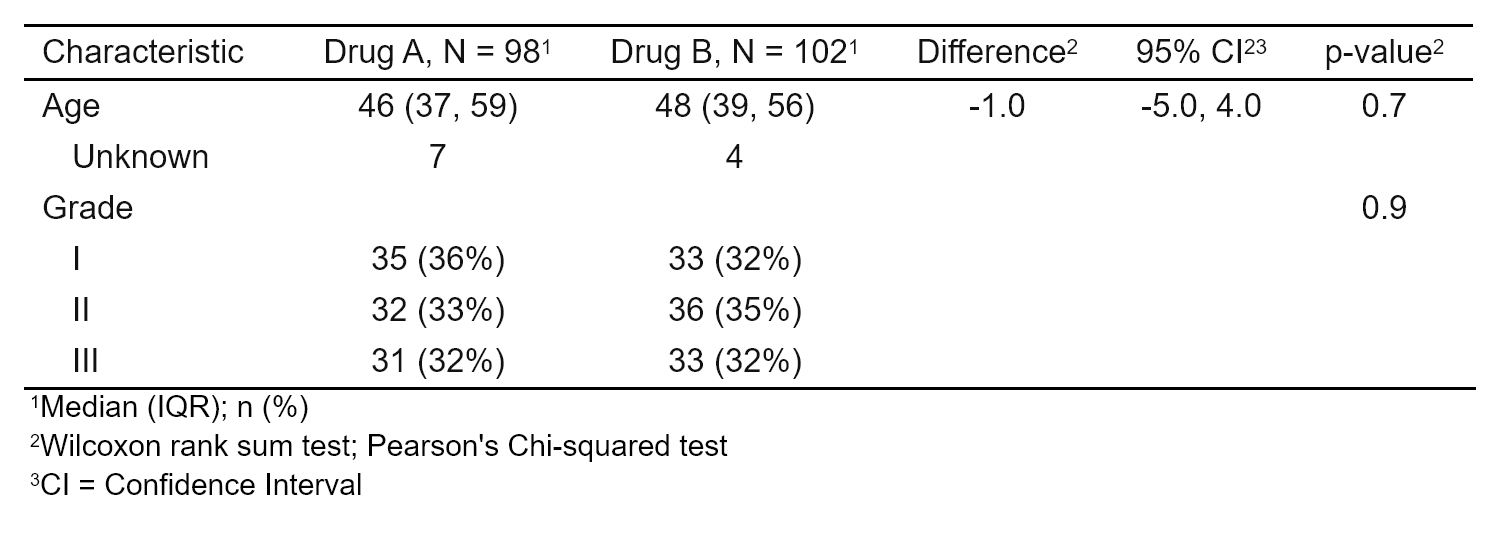 Characteristic Drug A, N = 98¹ Drug B, N = 102¹ Difference² 95% CI²³ p-value²
Age 46 (37, 59) 48 (39, 56) -1.0 -5.0, 4.0 0.7
Unknown 7 4
Grade 0.9
I 35 (36%) 33 (32%)
II 32 (33%) 36 (35%)
III 31 (32%) 33 (32%)
¹Median (IQR); n (%)
²Wilcoxon rank sum test; Pearson's Chi-squared test
³CI = Confidence Interval